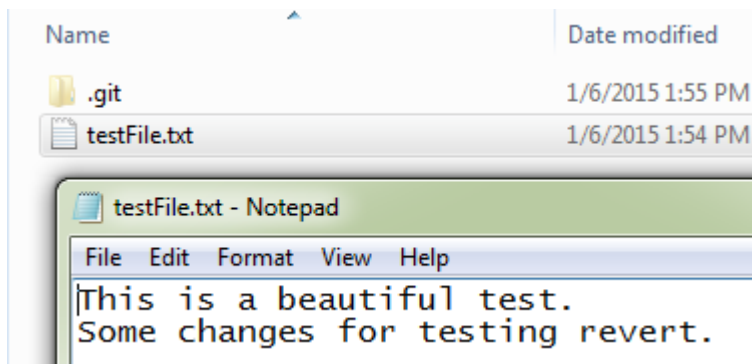 Name Date modified
.git 1/6/2015 1:55 PM
testFile.txt 1/6/2015 1:54 PM
testFile.txt - Notepad
File Edit Format View Help
This is a beautiful test.
Some changes for testing revert.